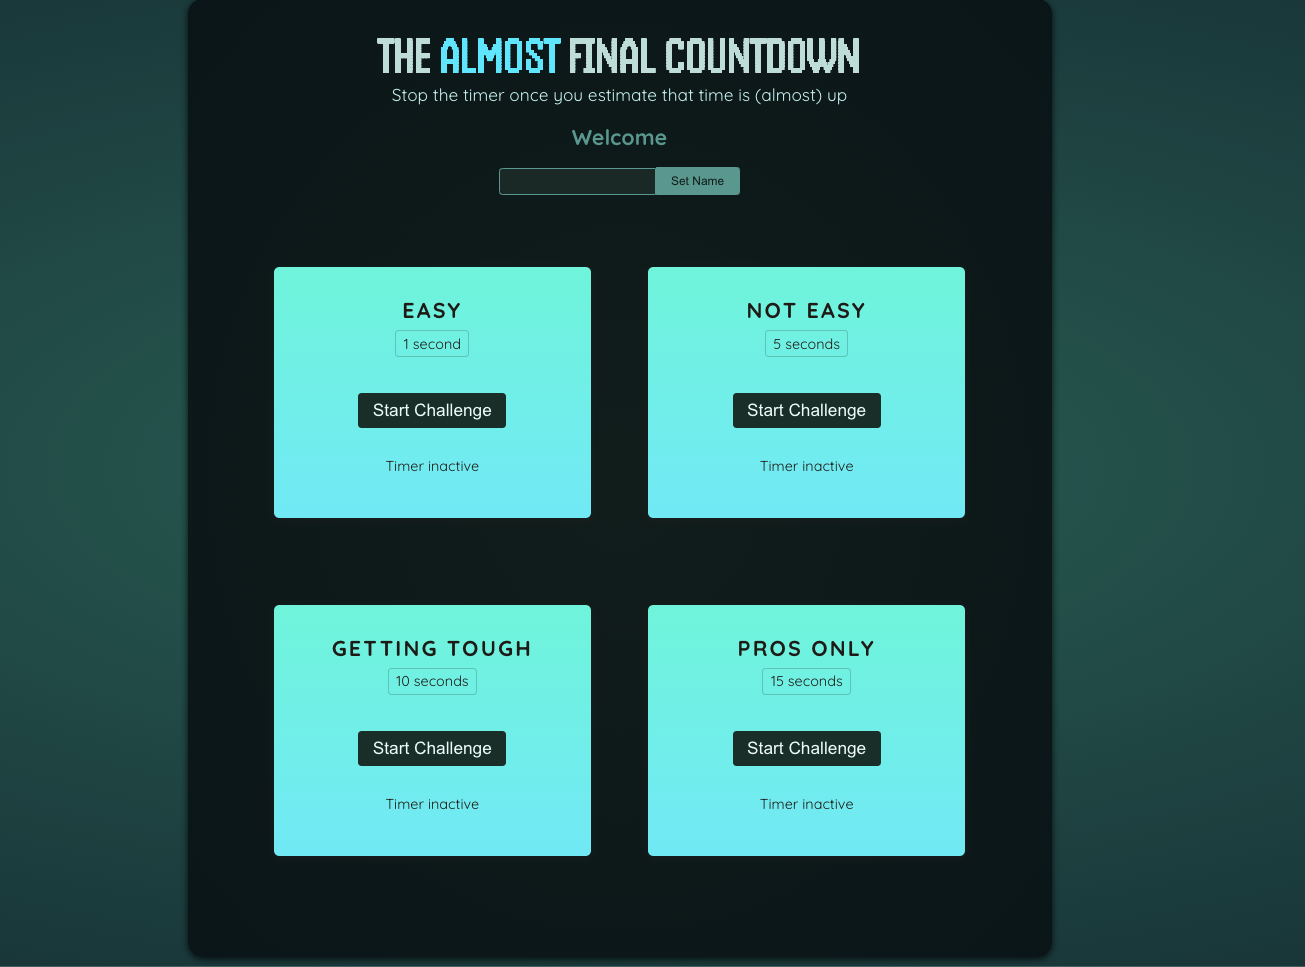 THE ALMOST FINAL COUNTDOWN
Stop the timer once you estimate that time is (almost) up
Welcome
Set Name
EASY
1 second
Start Challenge
Timer inactive
NOT EASY
5 seconds
Start Challenge
Timer inactive
GETTING TOUGH
10 seconds
Start Challenge
Timer inactive
PROS ONLY
15 seconds
Start Challenge
Timer inactive